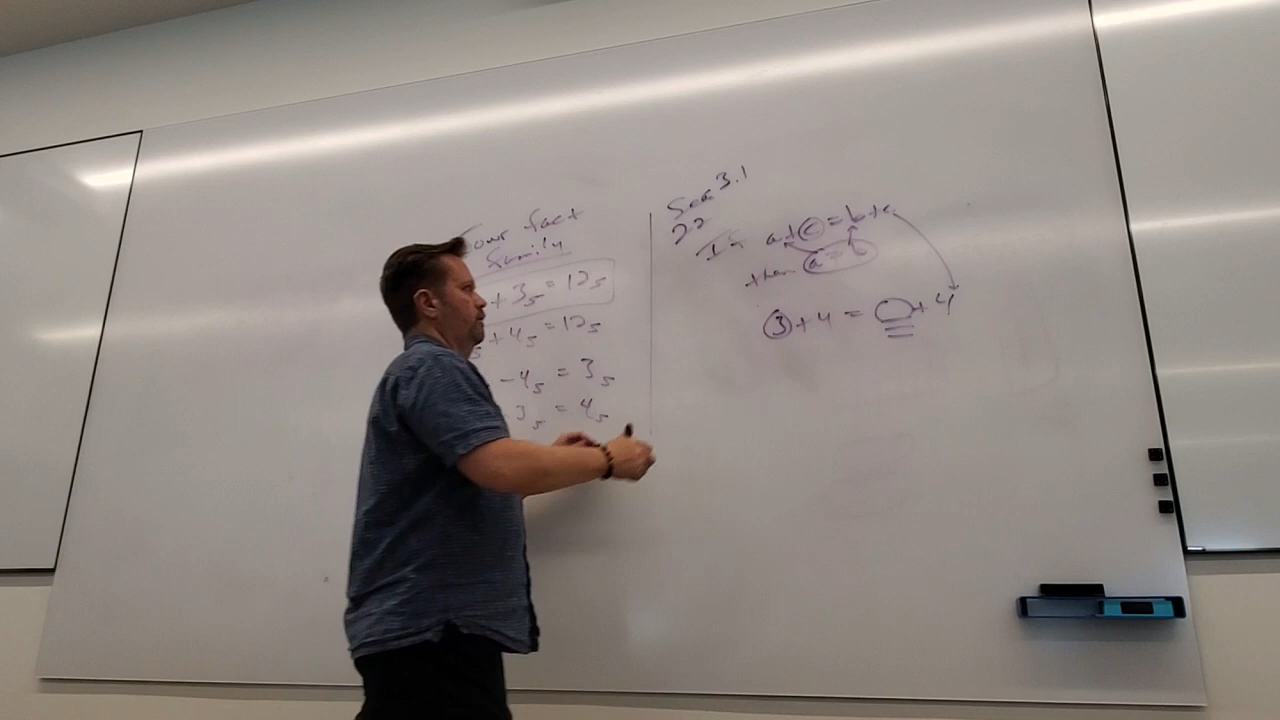 Four fact
family
+ 3₅ = 12₅
₅ + 4₅ = 12₅
- 4₅ = 3₅
3₅ = 4₅
Sec 3.1
22
If a + c = b + c
then a = b
3 + 4 = + 4